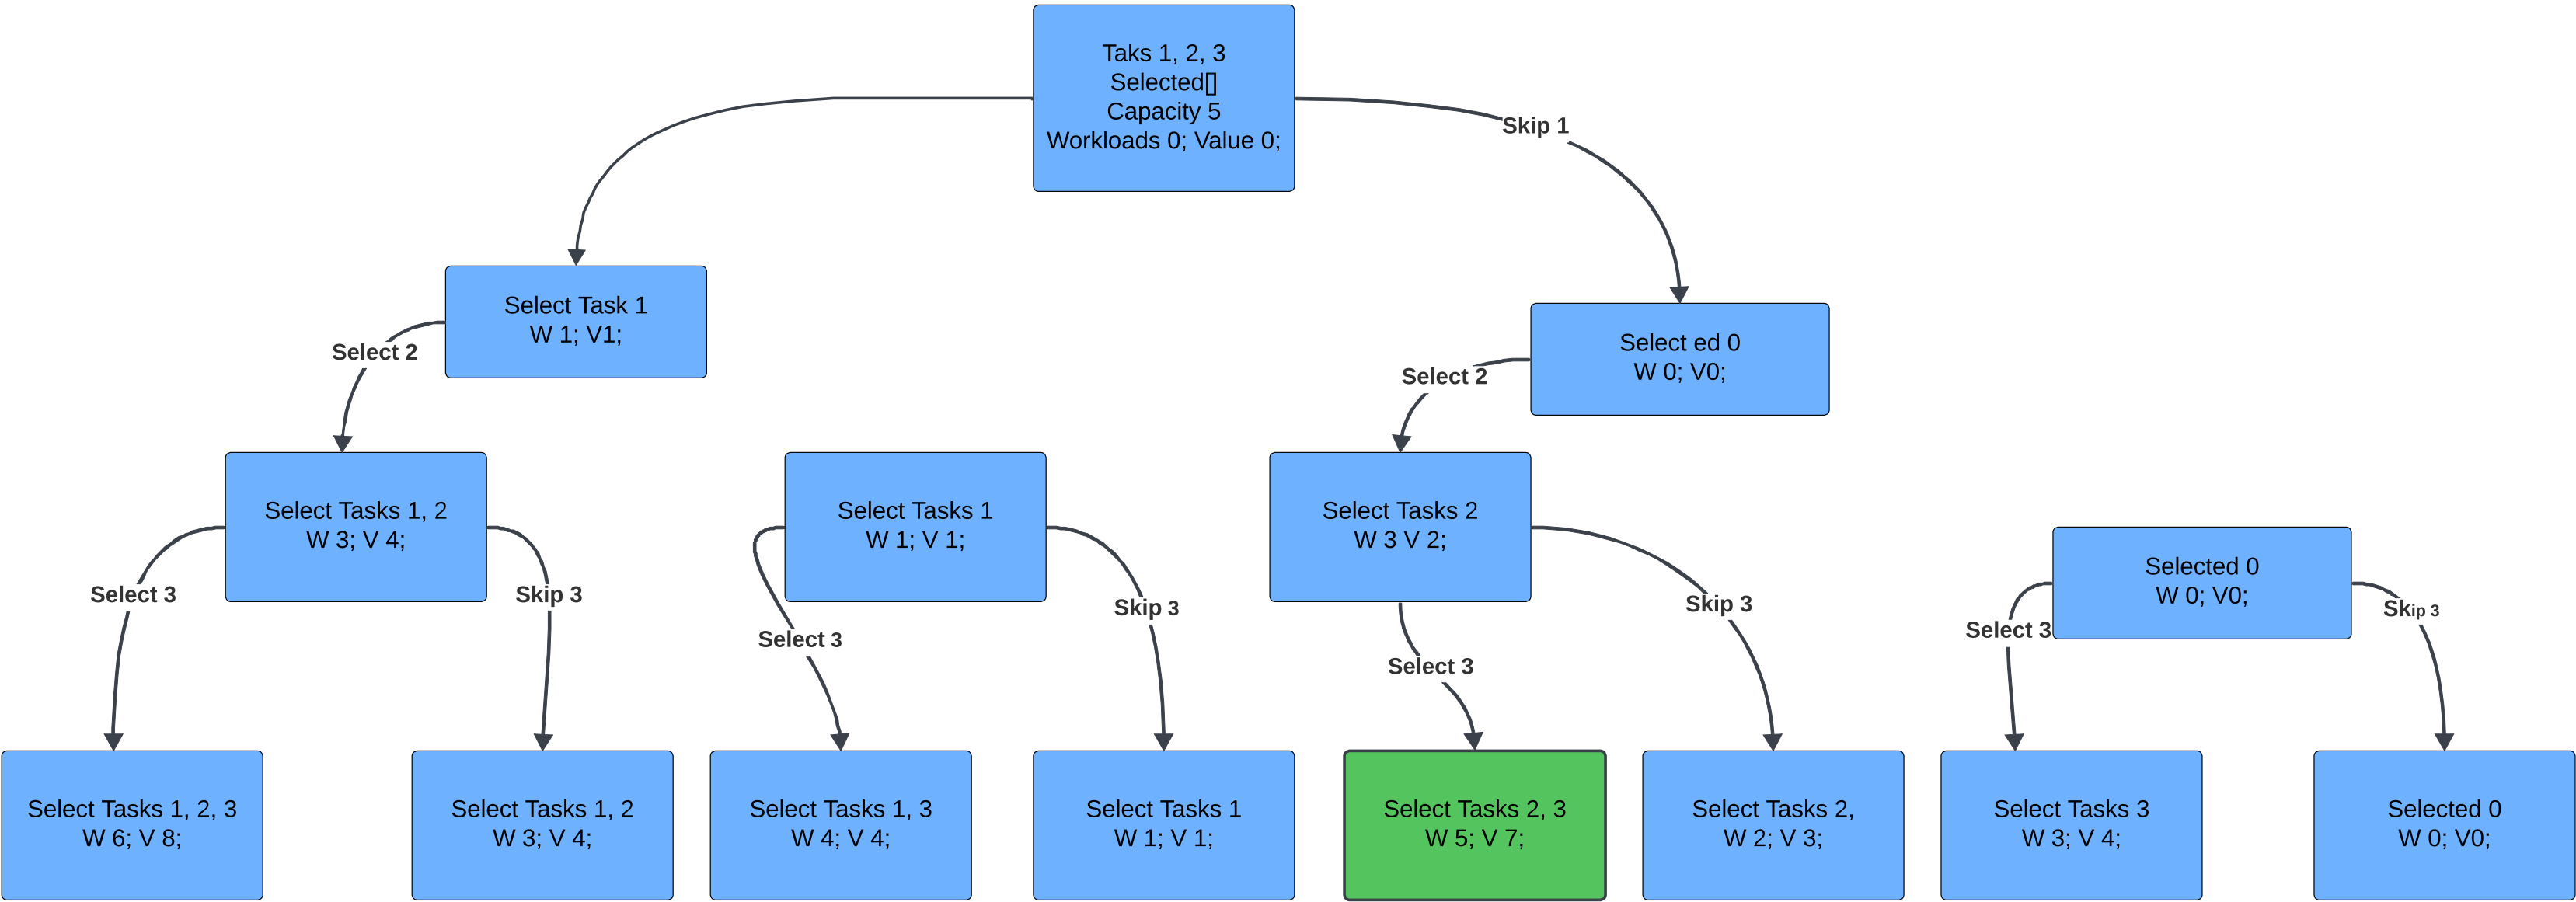 Taks 1, 2, 3
Selected[]
Capacity 5
Workloads 0; Value 0;
Skip 1
Select Task 1
W 1; V1;
Select ed 0
W 0; V0;
Select 2
Select 2
Select Tasks 1, 2
W 3; V 4;
Select Tasks 1
W 1; V 1;
Select Tasks 2
W 3 V 2;
Selected 0
W 0; V0;
Select 3
Skip 3
Select 3
Skip 3
Select 3
Skip 3
Select 3
Skip 3
Select Tasks 1, 2, 3
W 6; V 8;
Select Tasks 1, 2
W 3; V 4;
Select Tasks 1, 3
W 4; V 4;
Select Tasks 1
W 1; V 1;
Select Tasks 2, 3
W 5; V 7;
Select Tasks 2,
W 2; V 3;
Select Tasks 3
W 3; V 4;
Selected 0
W 0; V0;